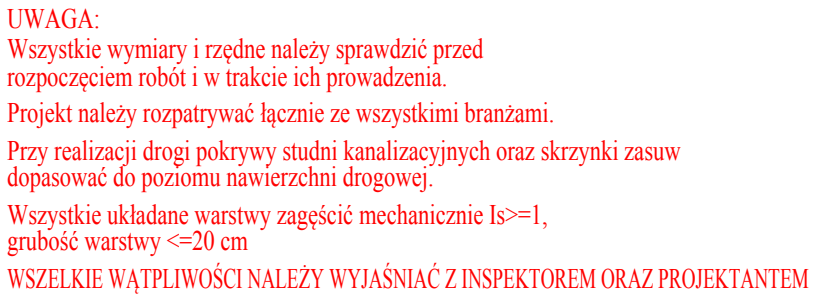 UWAGA:
Wszystkie wymiary i rzędne należy sprawdzić przed
rozpoczęciem robót i w trakcie ich prowadzenia.
Projekt należy rozpatrywać łącznie ze wszystkimi branżami.
Przy realizacji drogi pokrywy studni kanalizacyjnych oraz skrzynki zasuw
dopasować do poziomu nawierzchni drogowej.
Wszystkie układane warstwy zagęścić mechanicznie Is>=1,
grubość warstwy <=20 cm
WSZELKIE WĄTPLIWOŚCI NALEŻY WYJAŚNIAĆ Z INSPEKTOREM ORAZ PROJEKTANTEM